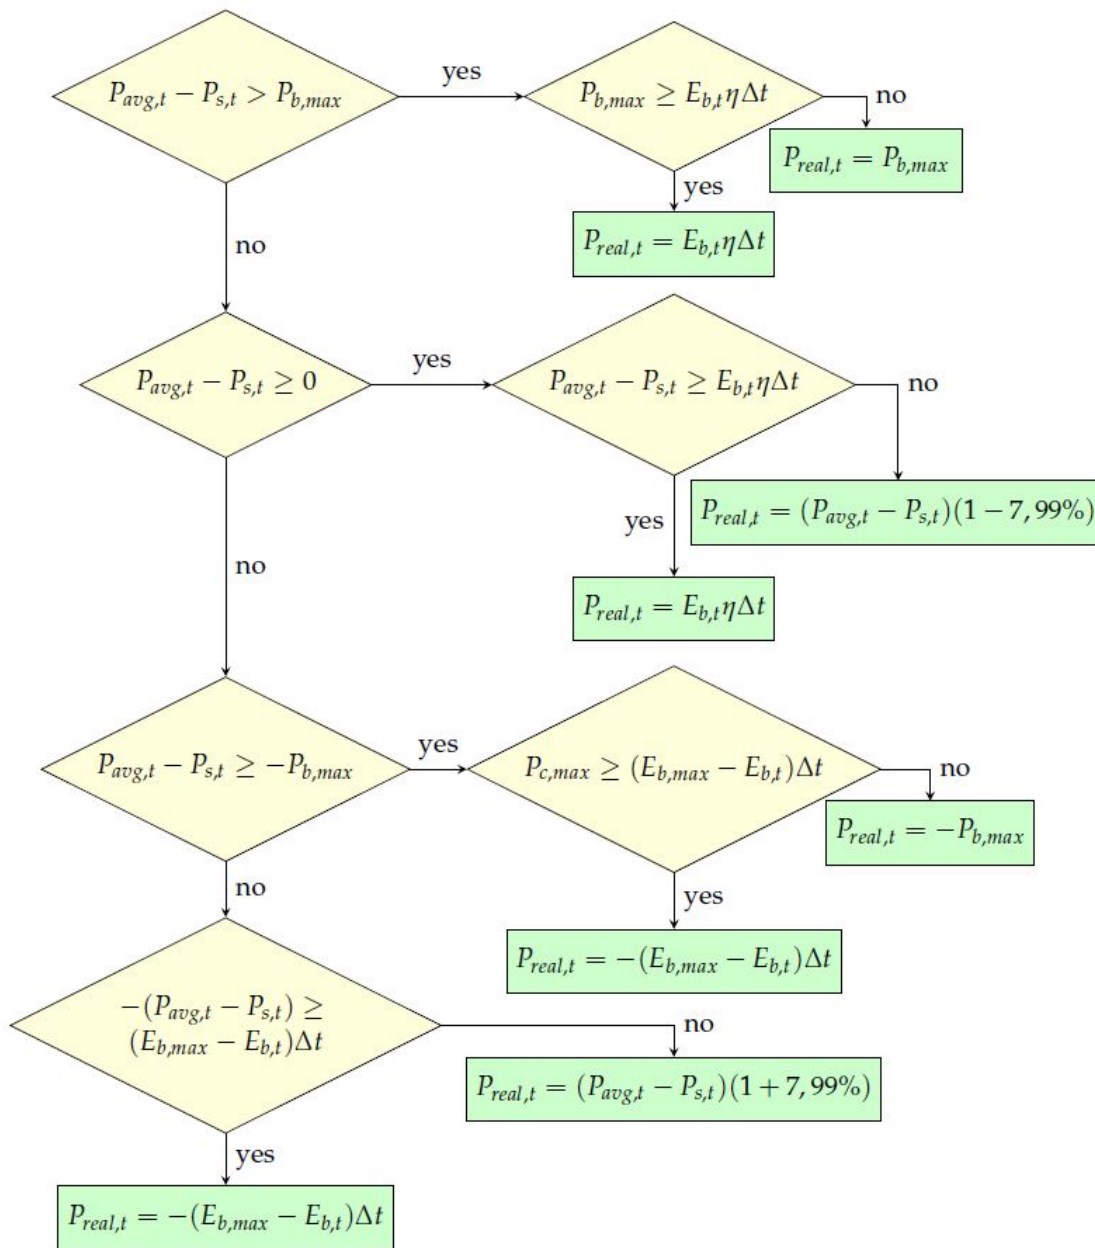 P_{avg,t} − P_{s,t} > P_{b,max}
yes
P_{b,max} ≥ E_{b,t}ηΔt
no
P_{real,t} = P_{b,max}
yes
P_{real,t} = E_{b,t}ηΔt
no
P_{avg,t} − P_{s,t} ≥ 0
yes
P_{avg,t} − P_{s,t} ≥ E_{b,t}ηΔt
no
P_{real,t} = (P_{avg,t} − P_{s,t})(1 − 7,99%)
yes
P_{real,t} = E_{b,t}ηΔt
no
P_{avg,t} − P_{s,t} ≥ −P_{b,max}
yes
P_{c,max} ≥ (E_{b,max} − E_{b,t})Δt
no
P_{real,t} = −P_{b,max}
yes
P_{real,t} = −(E_{b,max} − E_{b,t})Δt
no
−(P_{avg,t} − P_{s,t}) ≥
(E_{b,max} − E_{b,t})Δt
no
P_{real,t} = (P_{avg,t} − P_{s,t})(1 + 7,99%)
yes
P_{real,t} = −(E_{b,max} − E_{b,t})Δt